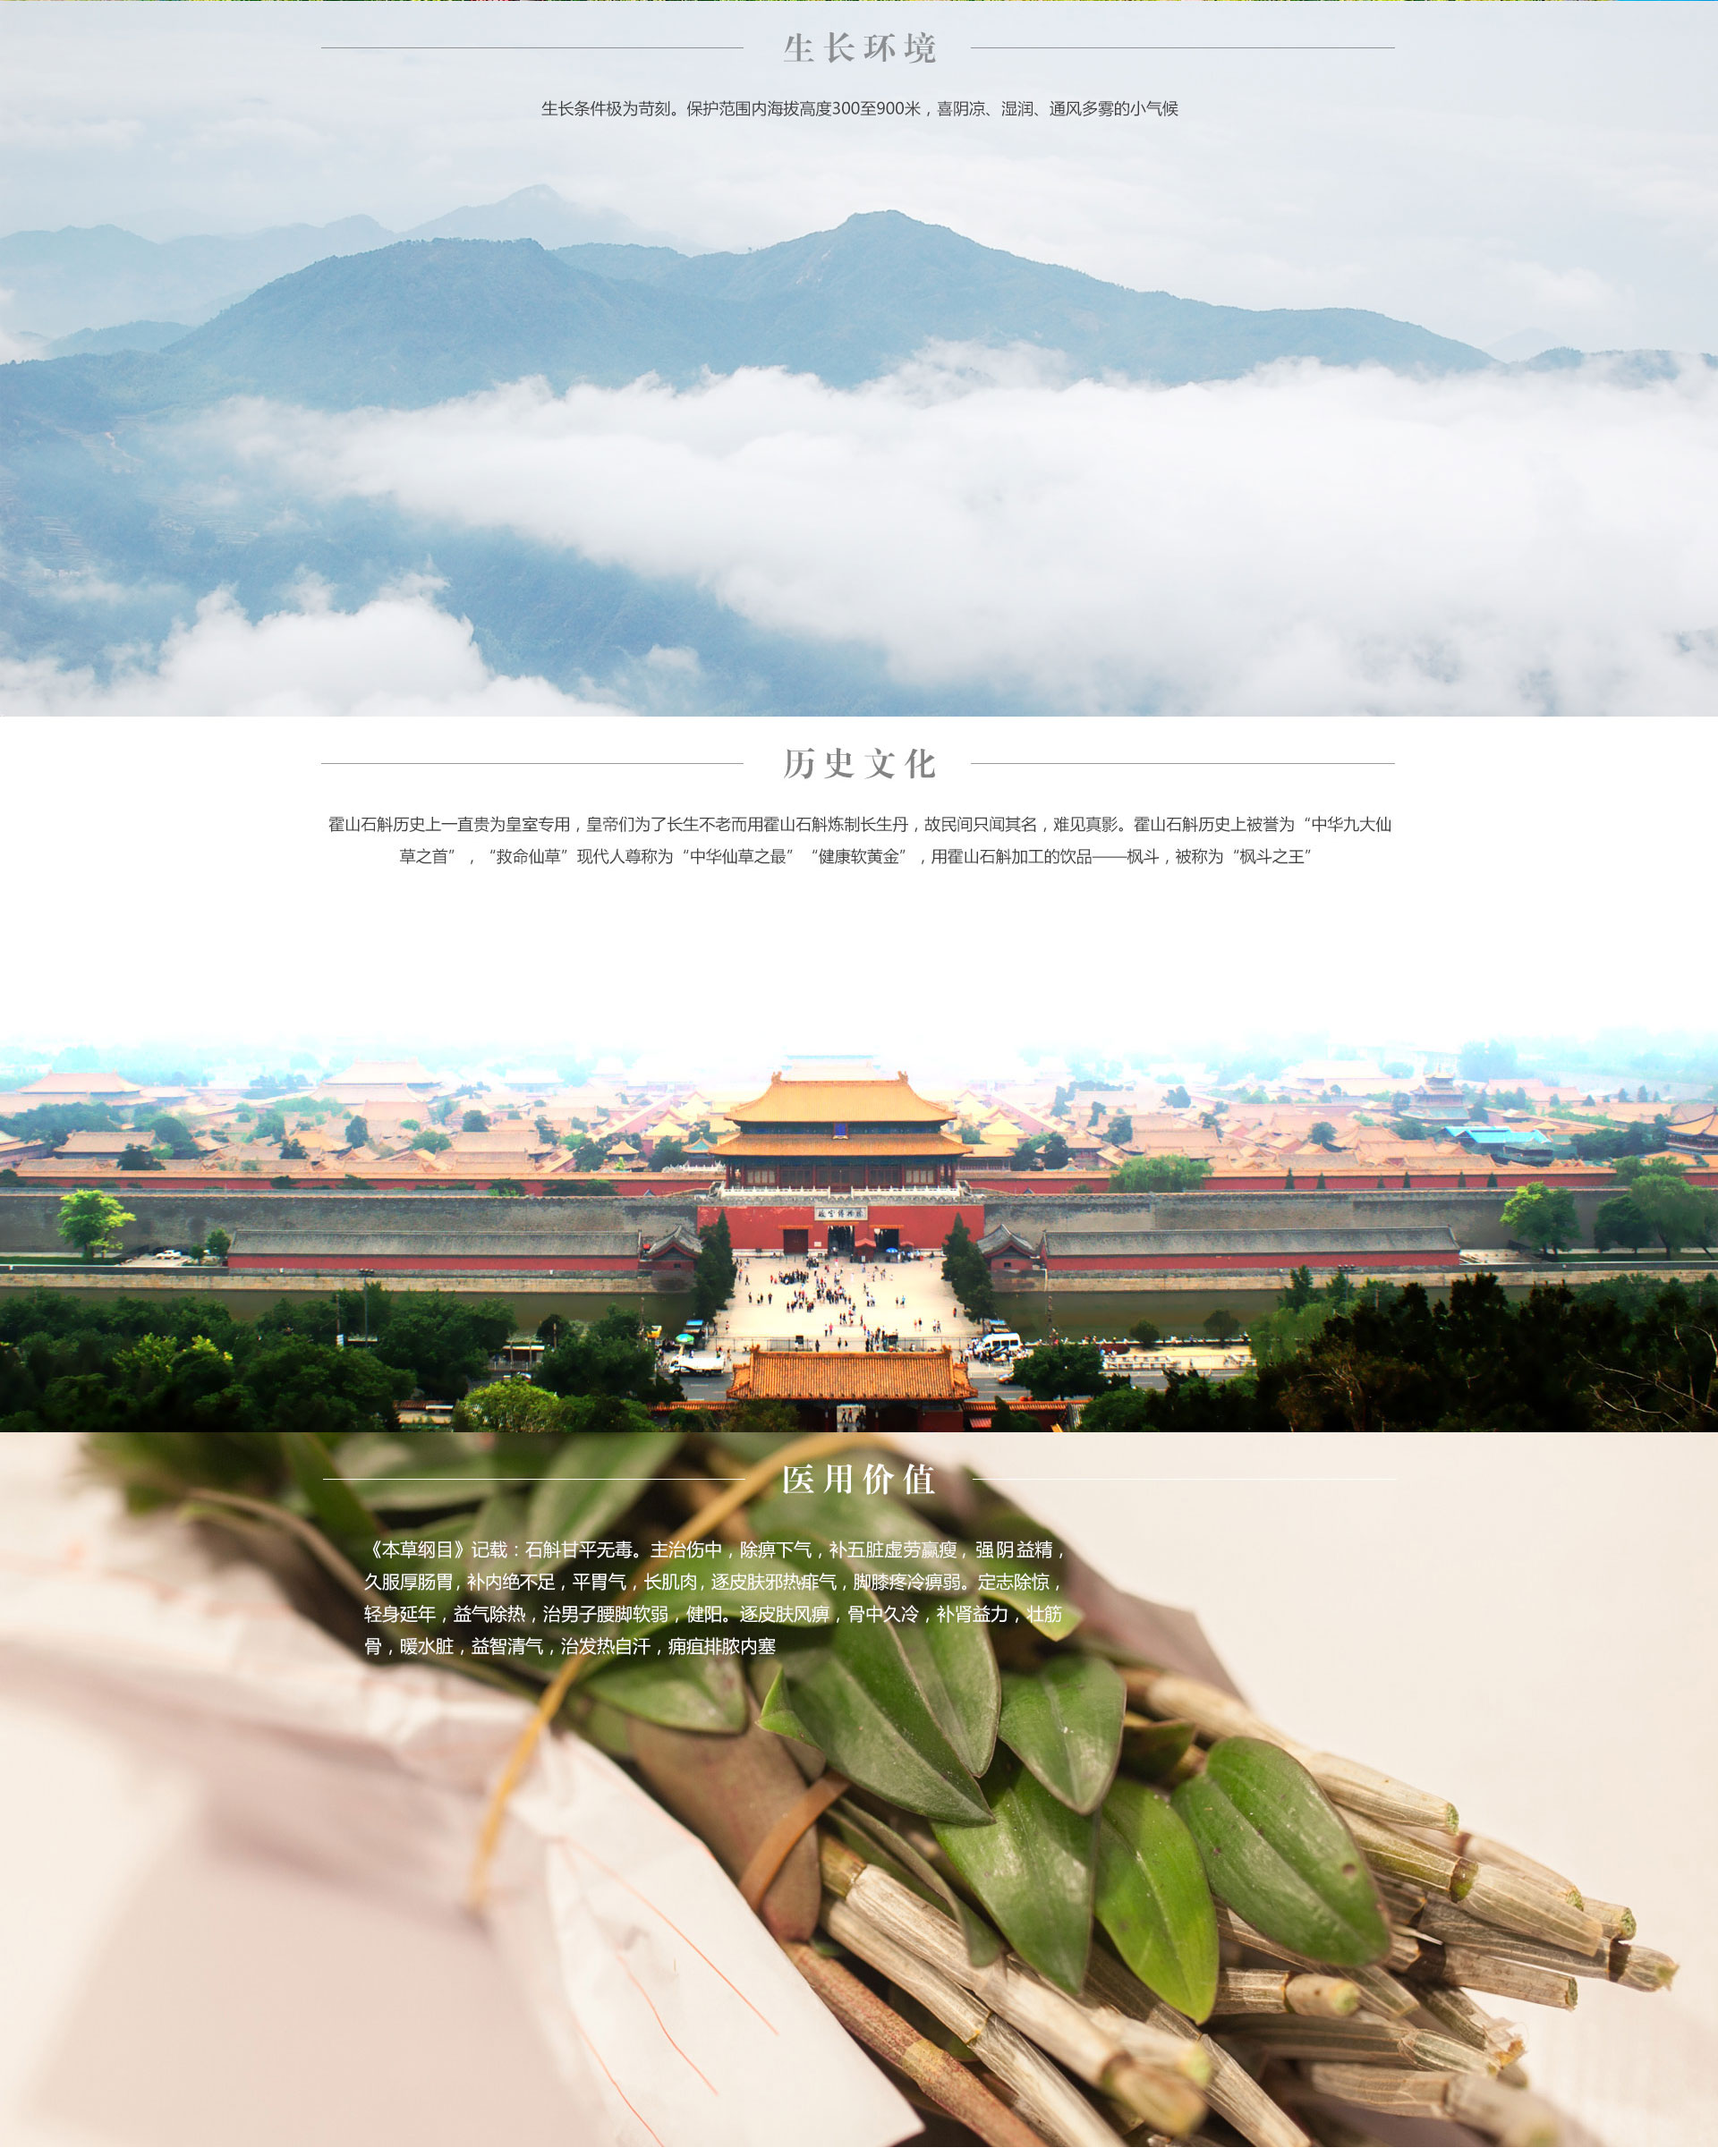 生长环境
生长条件极为苛刻。保护范围内海拔高度300至900米，喜阴凉、湿润、通风多雾的小气候
历史文化
霍山石斛历史上一直贵为皇室专用，皇帝们为了长生不老而用霍山石斛炼制长生丹，故民间只闻其名，难见真影。霍山石斛历史上被誉为“中华九大仙
草之首”，“救命仙草”现代人尊称为“中华仙草之最”“健康软黄金”，用霍山石斛加工的饮品——枫斗，被称为“枫斗之王”
故宫博物院
医用价值
《本草纲目》记载：石斛甘平无毒。主治伤中，除痹下气，补五脏虚劳赢瘦，强阴益精，
久服厚肠胃，补内绝不足，平胃气，长肌肉，逐皮肤邪热痱气，脚膝疼冷痹弱。定志除惊，
轻身延年，益气除热，治男子腰脚软弱，健阳。逐皮肤风痹，骨中久冷，补肾益力，壮筋
骨，暖水脏，益智清气，治发热自汗，痈疽排脓内塞